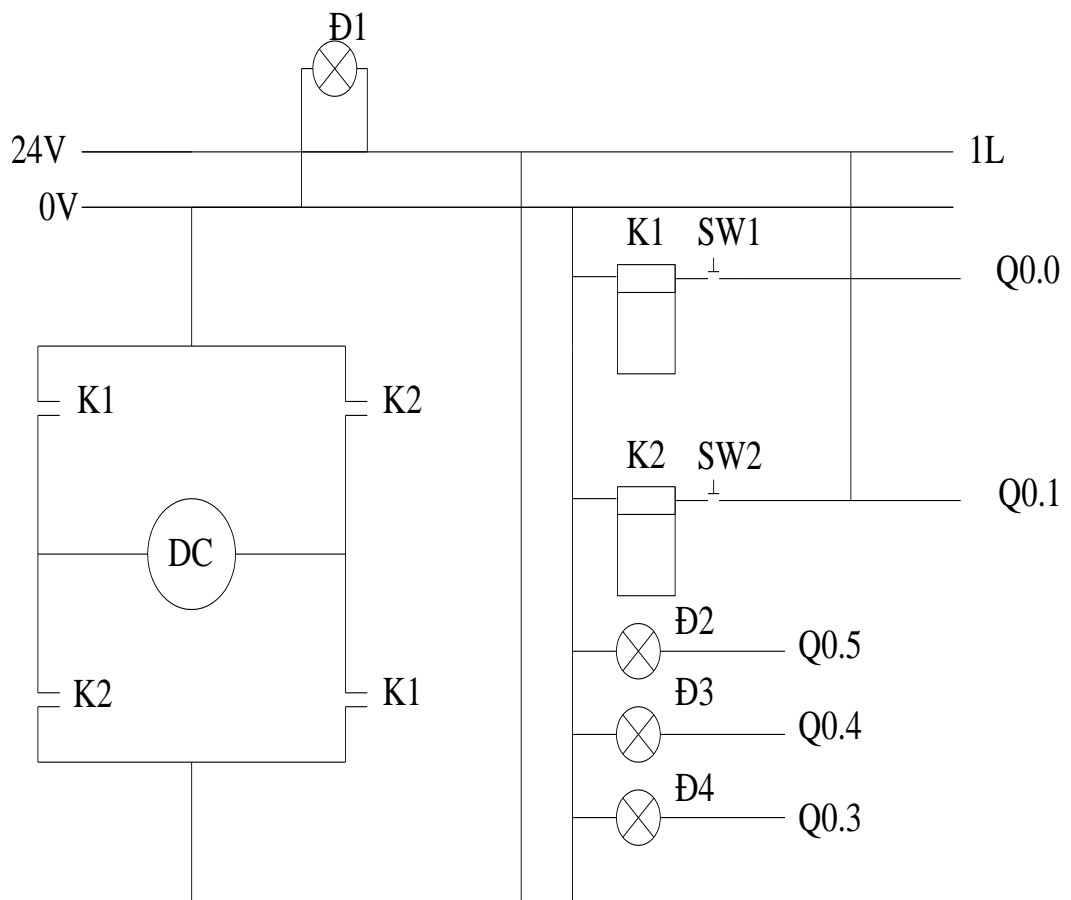 Đ1
24V
1L
0V
K1 SW1
Q0.0
K1
K2
K2 SW2
Q0.1
DC
Đ2
Q0.5
K2
K1
Đ3
Q0.4
Đ4
Q0.3